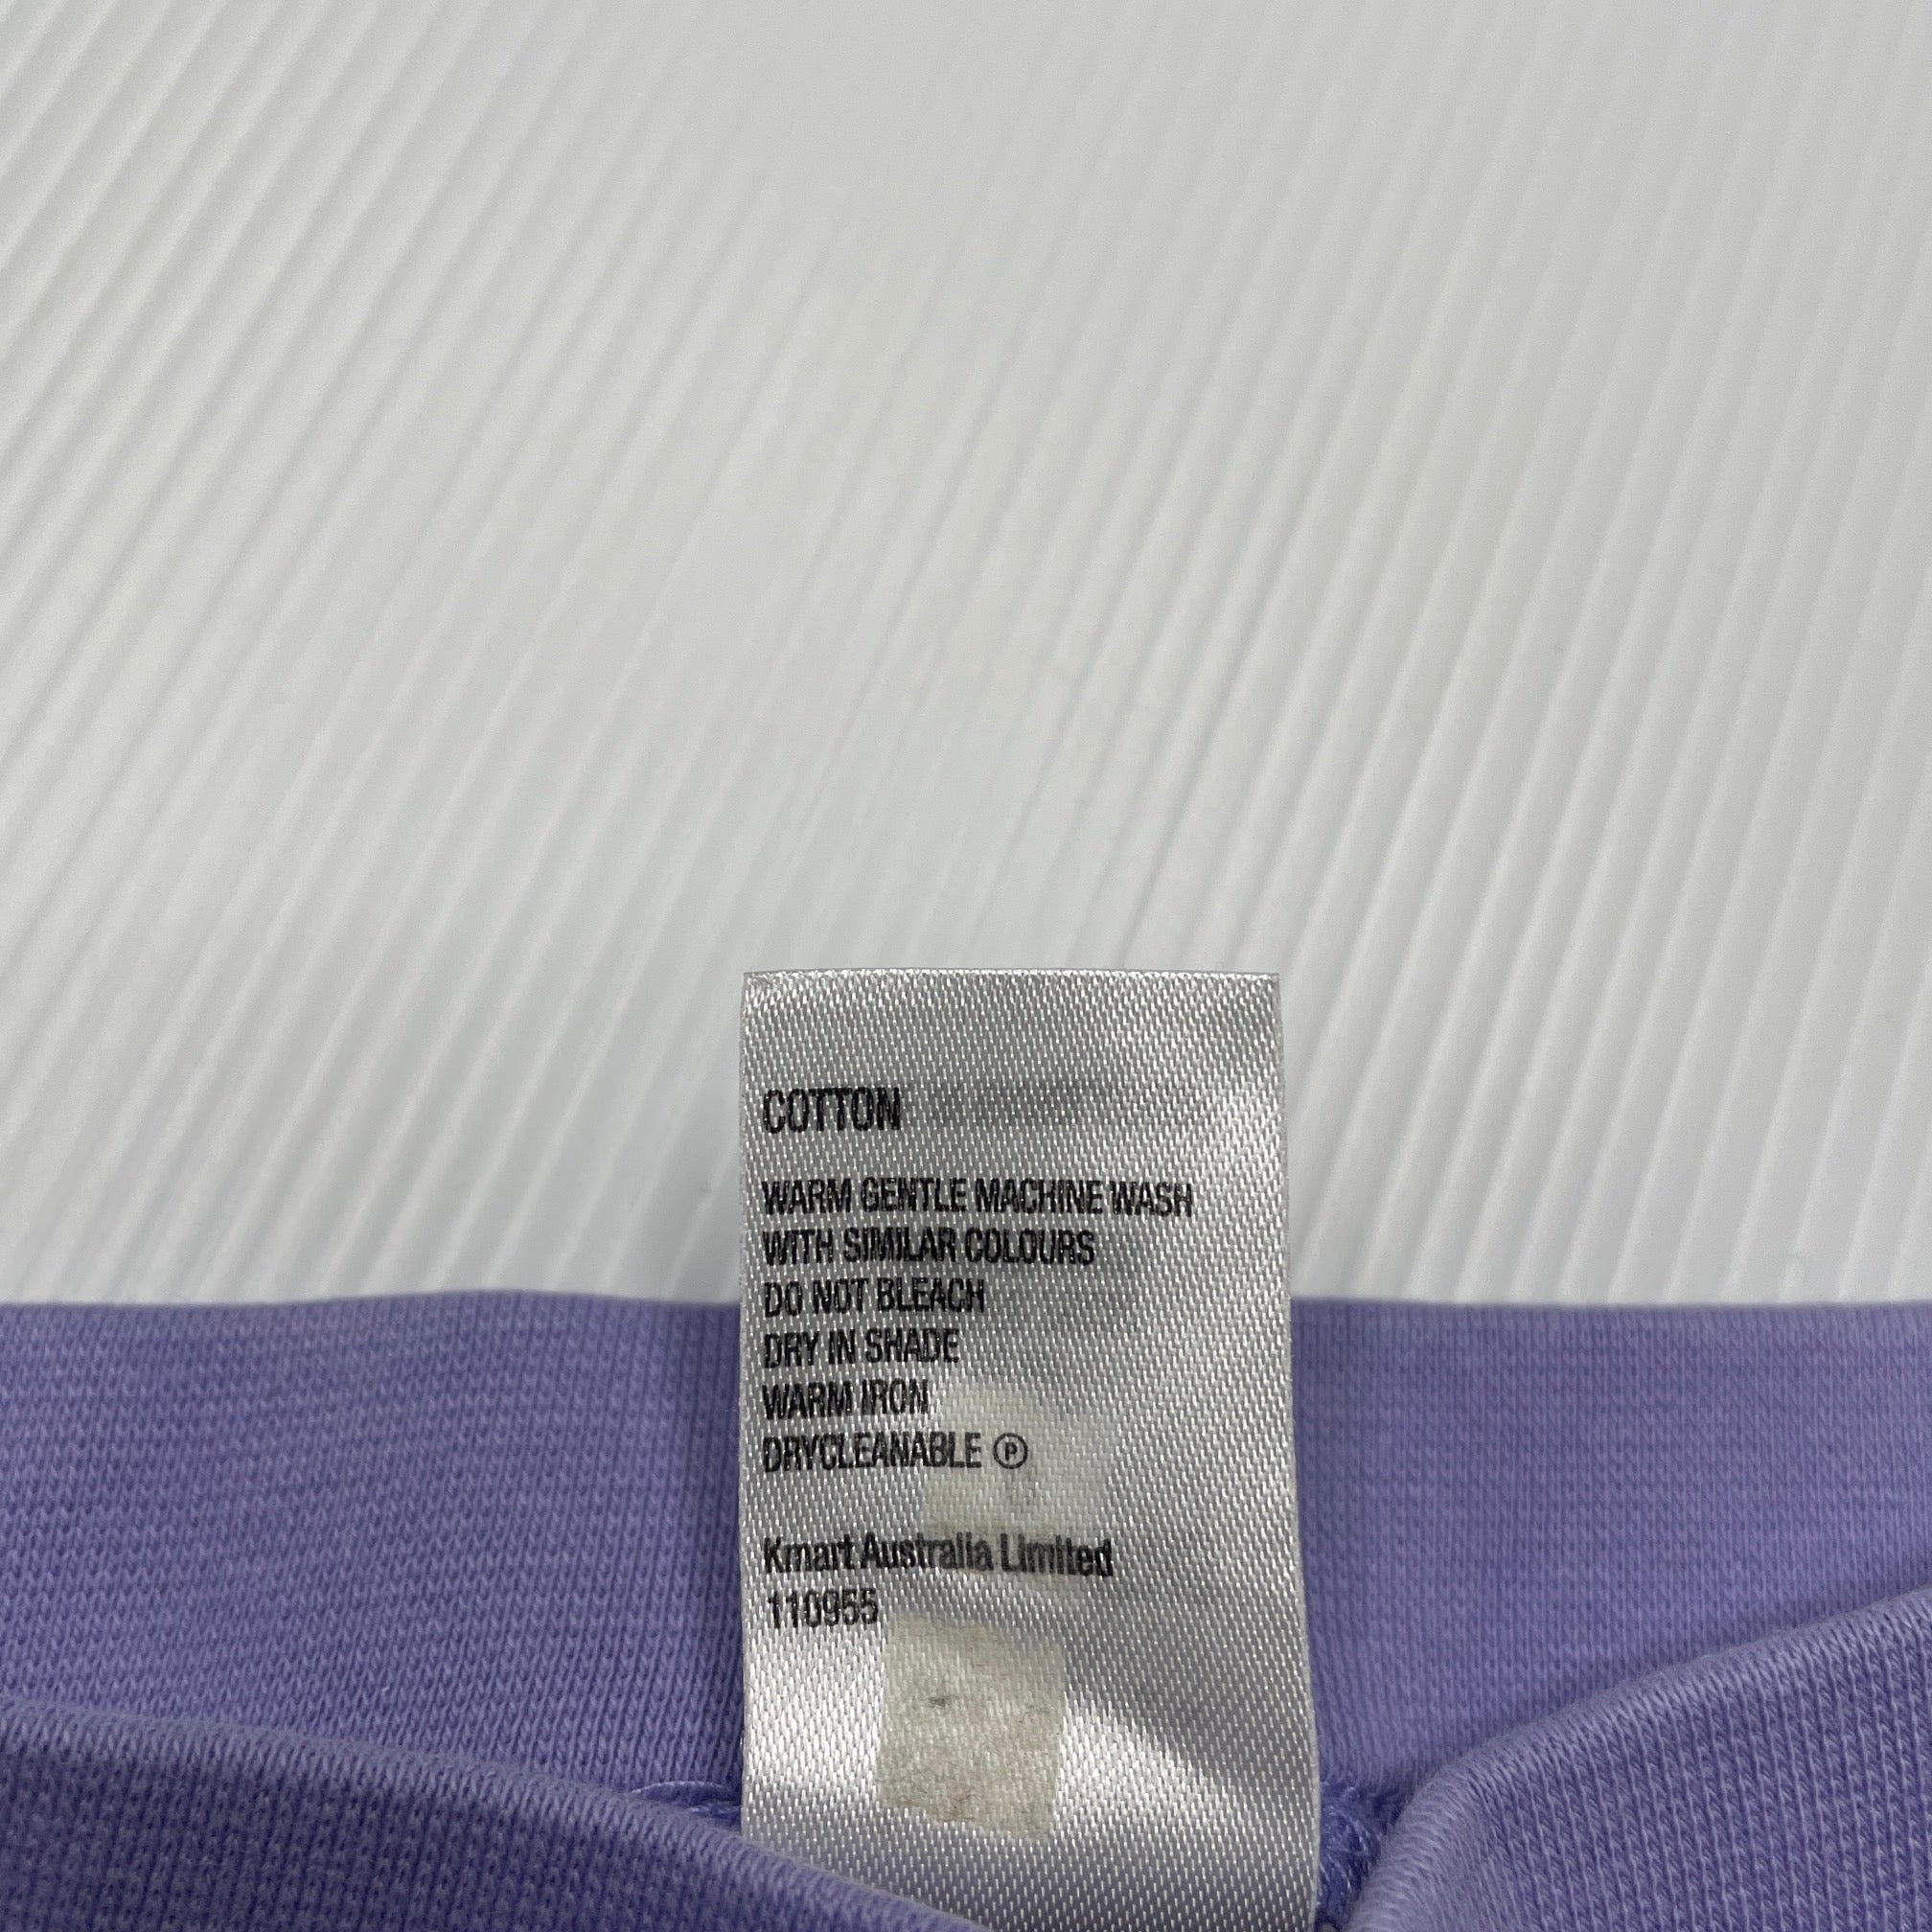 COTTON
WARM GENTLE MACHINE WASH
WITH SIMILAR COLOURS
DO NOT BLEACH
DRY IN SHADE
WARM IRON
DRYCLEANABLE Ⓟ
Kmart Australia Limited
110955